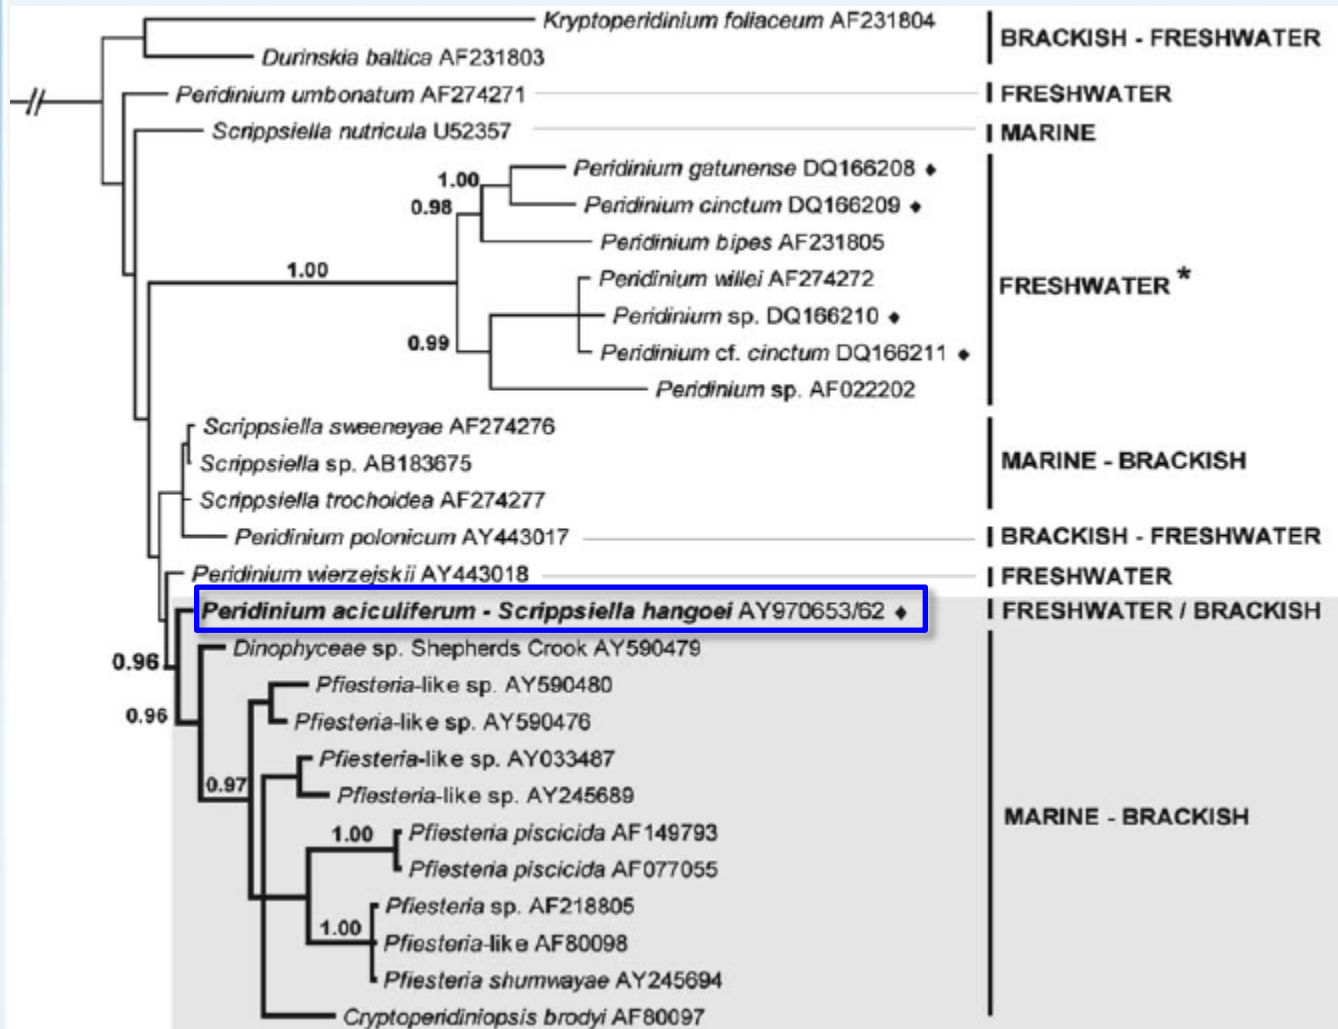 Kryptoperidinium foliaceum AF231804
BRACKISH - FRESHWATER
Durinskia baltica AF231803
Peridinium umbonatum AF274271
FRESHWATER
Scrippsiella nutricula U52357
MARINE
Peridinium gatunense DQ166208 ♦
1.00
Peridinium cinctum DQ166209 ♦
0.98
Peridinium bipes AF231805
1.00
Peridinium willei AF274272
FRESHWATER *
Peridinium sp. DQ166210 ♦
0.99
Peridinium cf. cinctum DQ166211 ♦
Peridinium sp. AF022202
Scrippsiella sweeneyae AF274276
Scrippsiella sp. AB183675
MARINE - BRACKISH
Scrippsiella trochoidea AF274277
Peridinium polonicum AY443017
BRACKISH - FRESHWATER
Peridinium wierzejskii AY443018
FRESHWATER
Peridinium aciculiferum - Scrippsiella hangoei AY970653/62 ♦
FRESHWATER / BRACKISH
Dinophyceae sp. Shepherds Crook AY590479
0.96
Pfiesteria-like sp. AY590480
0.96
Pfiesteria-like sp. AY590476
Pfiesteria-like sp. AY033487
0.97
Pfiesteria-like sp. AY245689
MARINE - BRACKISH
1.00
Pfiesteria piscicida AF149793
Pfiesteria piscicida AF077055
Pfiesteria sp. AF218805
1.00
Pfiesteria-like AF80098
Pfiesteria shumwayae AY245694
Cryptoperidiniopsis brodyi AF80097